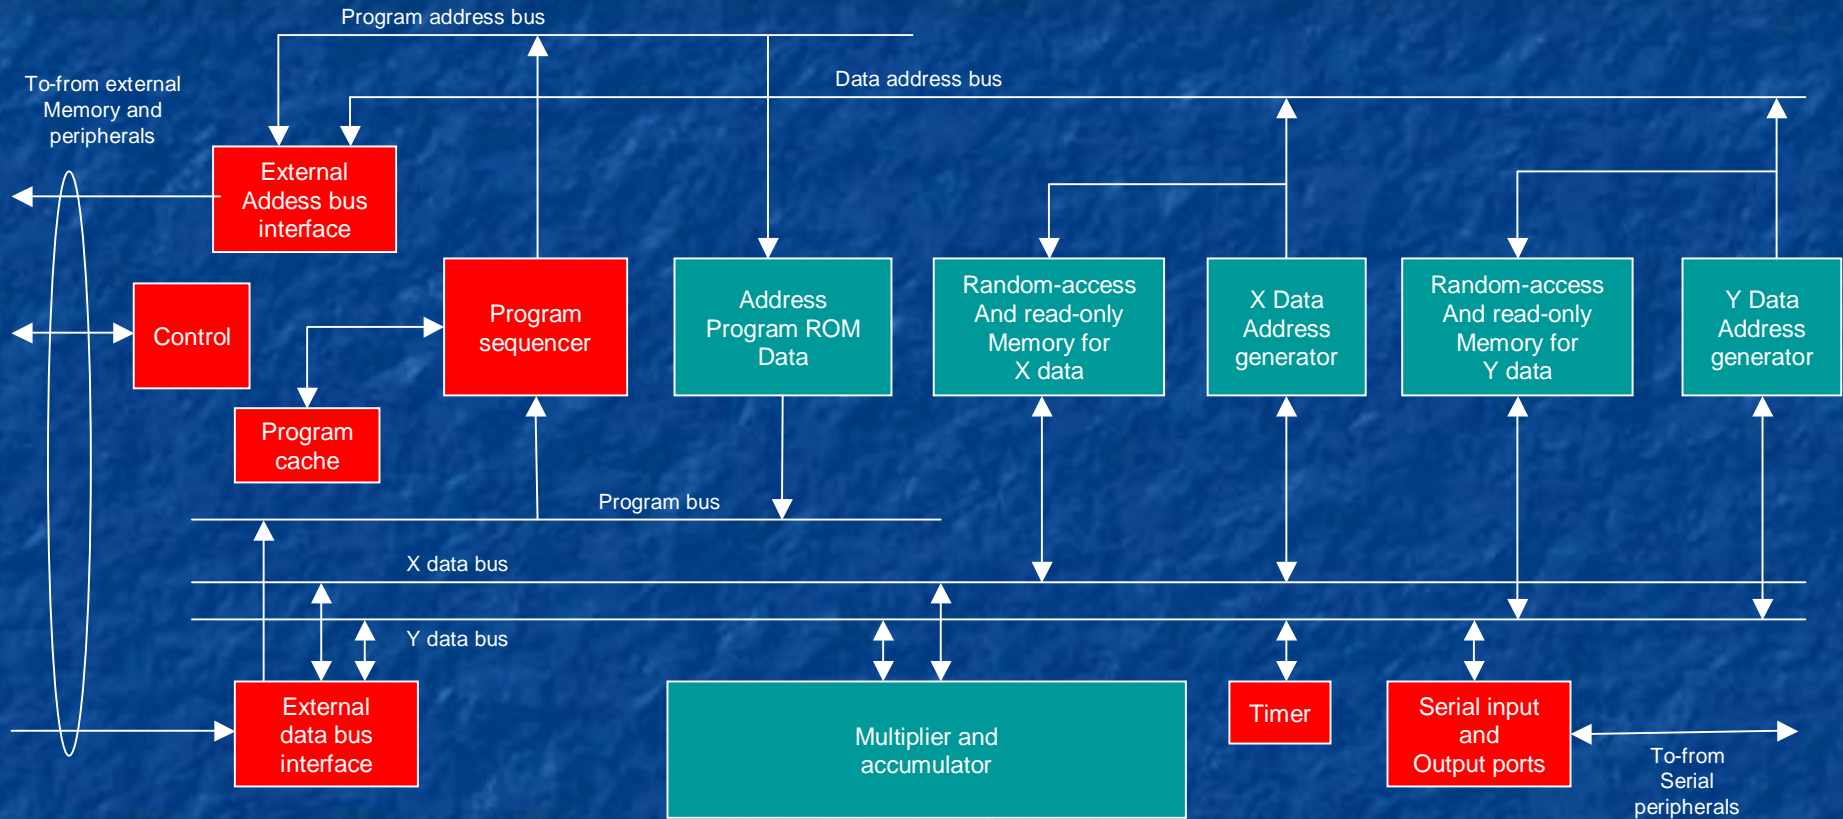 Program address bus
To-from external
Memory and
peripherals
Data address bus
External
Addess bus
interface
Control
Program
sequencer
Address
Program ROM
Data
Random-access
And read-only
Memory for
X data
X Data
Address
generator
Random-access
And read-only
Memory for
Y data
Y Data
Address
generator
Program
cache
Program bus
X data bus
Y data bus
External
data bus
interface
Multiplier and
accumulator
Timer
Serial input
and
Output ports
To-from
Serial
peripherals